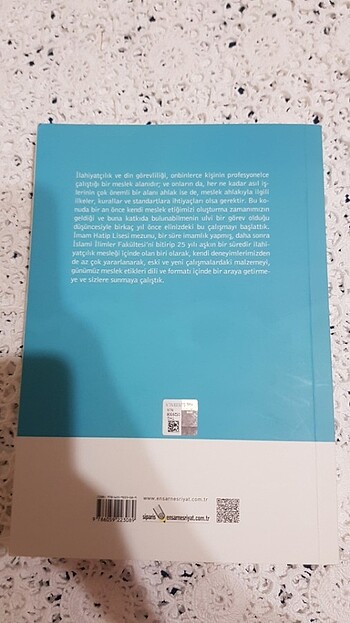 İlahiyatçılık ve din görevliliği, onbinlerce kişinin profesyonelce
çalıştığı bir meslek alanıdır; ve onların da, her ne kadar asıl iş-
lerinin çok önemli bir alanı ahlak ise de, meslek ahlakıyla ilgili
ilkeler, kurallar ve standartlara ihtiyaçları olsa gerektir. Bu ko-
nuda bir an önce kendi meslek etiğimizi oluşturma zamanımızın
geldiği ve buna katkıda bulunabilmenin ulvi bir görev olduğu
düşüncesiyle birkaç yıl önce elinizdeki bu çalışmayı başlattık.
İmam Hatip Lisesi mezunu, bir süre imamlık yapmış, daha sonra
İslami İlimler Fakültesi'ni bitirip 25 yılı aşkın bir süredir ilahi-
yatçılık mesleği içinde olan biri olarak, kendi deneyimlerimizden
de az çok yararlanarak, eski ve yeni çalışmalardaki malzemeyi,
günümüz meslek etikleri dili ve formatı içinde bir araya getirme-
ye ve sizlere sunmaya çalıştık.
www.ensarnesriyat.com.tr
sipariş ensarnesriyat.com.tr
9 786059 223089